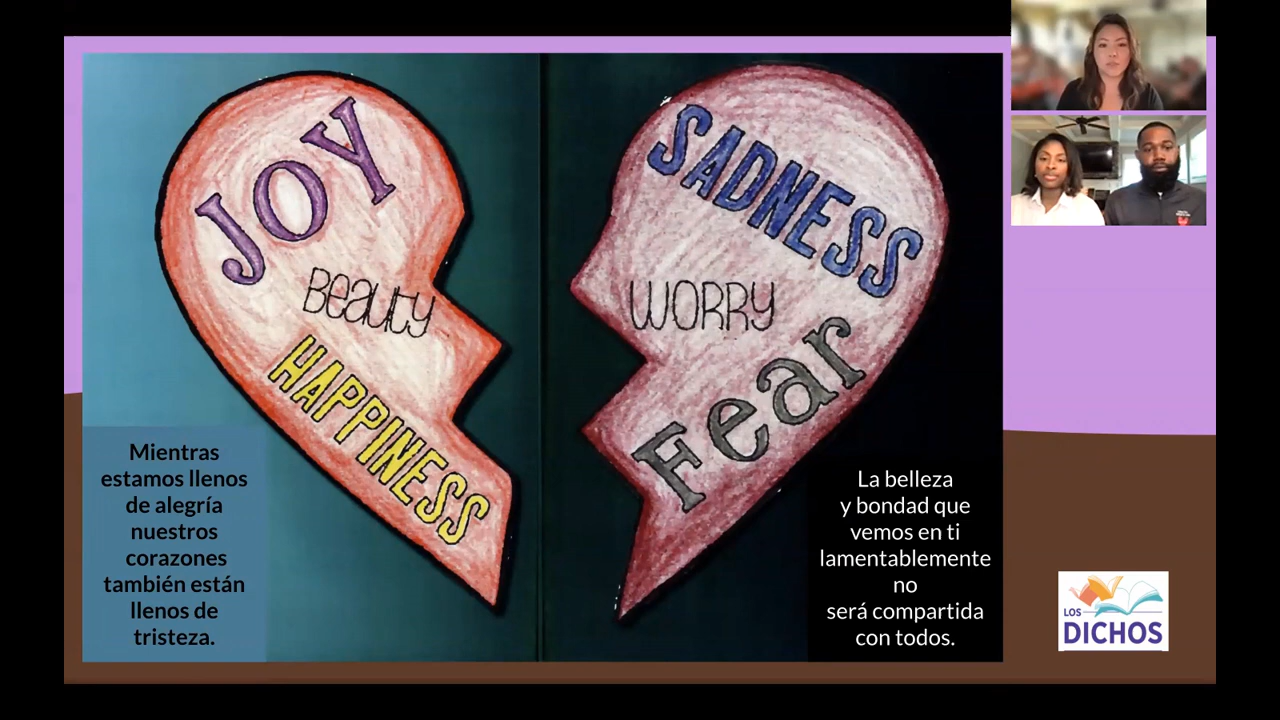 JOY
BEAUTY
HAPPINESS
Mientras
estamos llenos
de alegría
nuestros
corazones
también están
llenos de
tristeza.
SADNESS
WORRY
Fear
La belleza
y bondad que
vemos en ti
lamentablemente
no
será compartida
con todos.
LOS
DICHOS